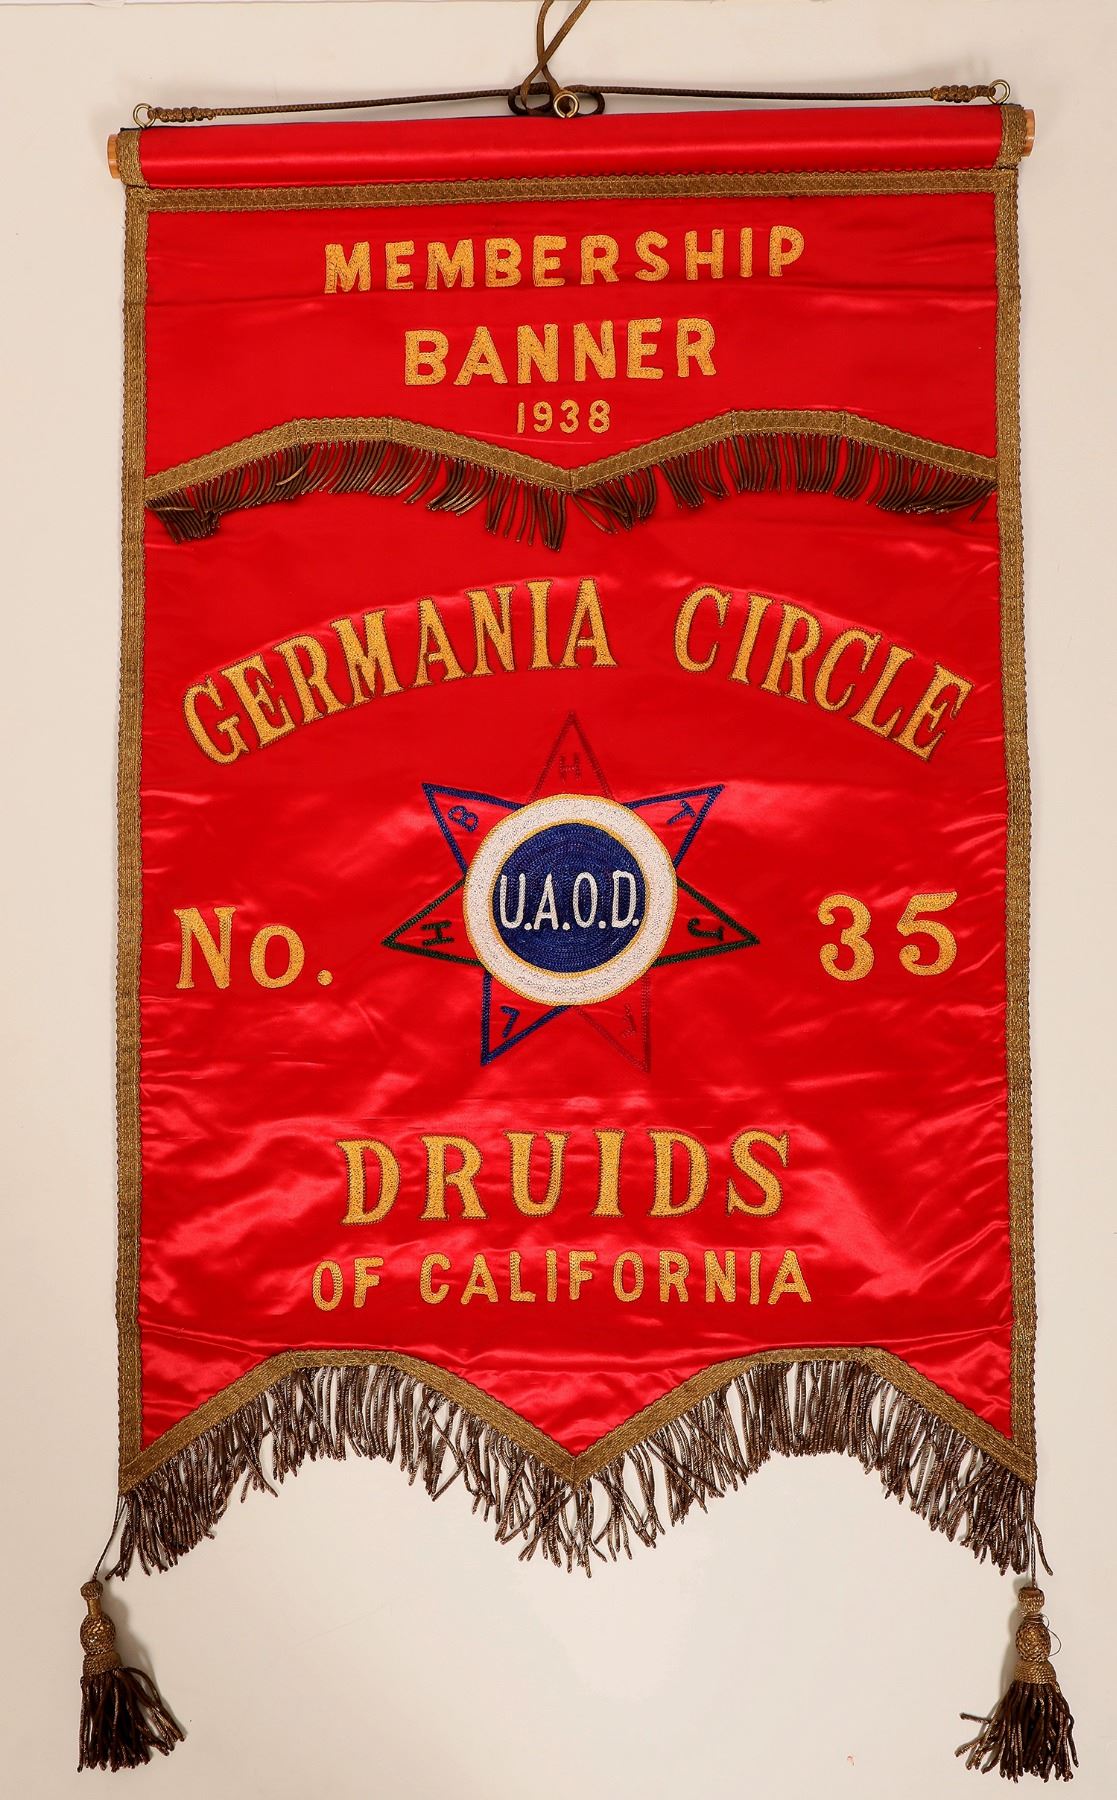 MEMBERSHIP
BANNER
1938
GERMANIA CIRCLE
H
B T
U.A.O.D.
H J
L F
No. 35
DRUIDS
OF CALIFORNIA